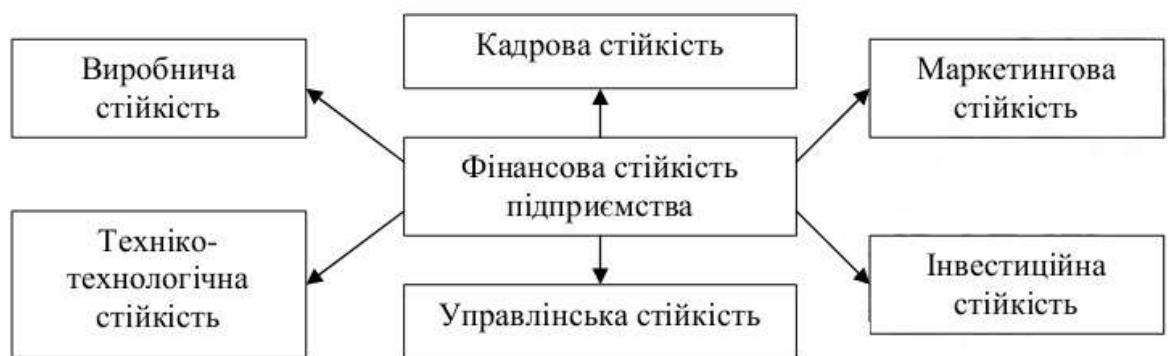 Кадрова стійкість
Виробнича
стійкість
Маркетингова
стійкість
Фінансова стійкість
підприємства
Техніко-
технологічна
стійкість
Управлінська стійкість
Інвестиційна
стійкість